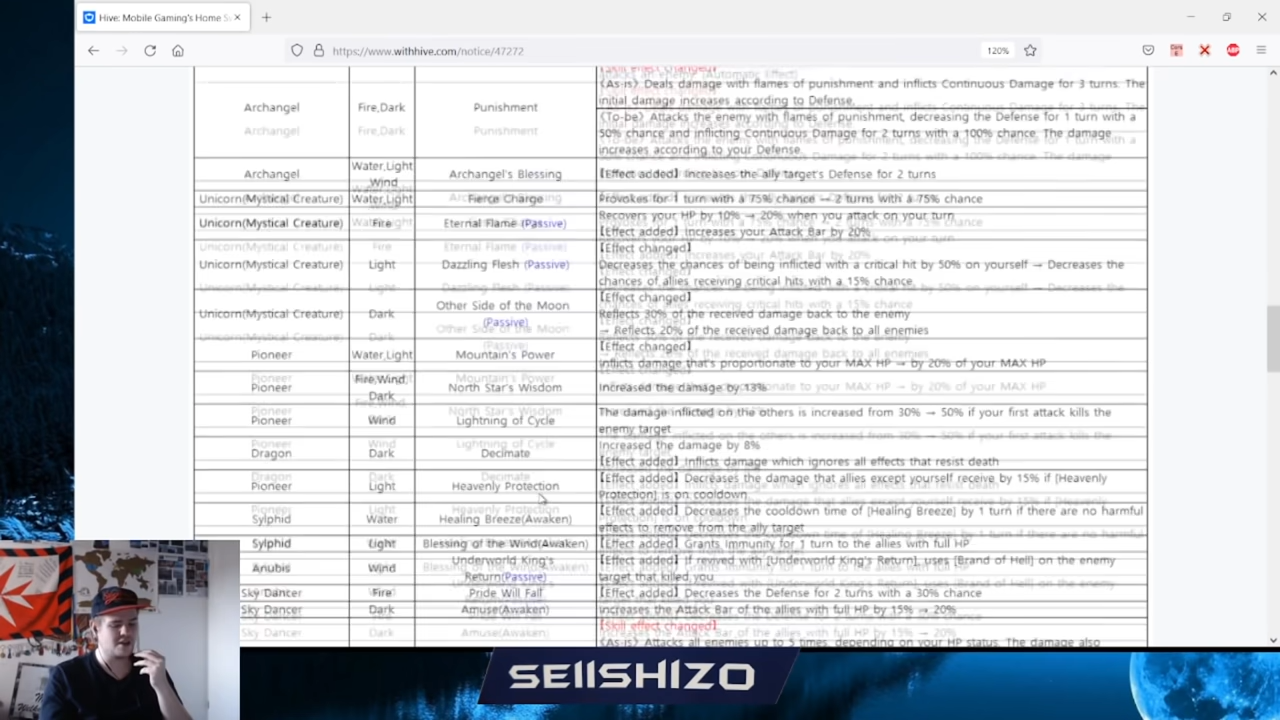 Hive: Mobile Gaming's Home S
https://www.withhive.com/notice/47272
120%
[Skill effect changed]
Archangel Fire,Dark Punishment
(As-is) Deals damage with flames of punishment and inflicts Continuous Damage for 3 turns. The
initial damage increases according to Defense.
(To-be) Attacks the enemy with flames of punishment, decreasing the Defense for 1 turn with a
50% chance and inflicting Continuous Damage for 2 turns with a 100% chance. The damage
increases according to your Defense.
Archangel Water,Light Wind Archangel's Blessing 【Effect added】 Increases the ally target's Defense for 2 turns
Unicorn(Mystical Creature) Water,Light Fierce Charge Provokes for 1 turn with a 75% chance → 2 turns with a 75% chance
Unicorn(Mystical Creature) Fire Eternal Flame (Passive) Recovers your HP by 10% → 20% when you attack on your turn
【Effect added】 Increases your Attack Bar by 20%
【Effect changed】
Unicorn(Mystical Creature) Light Dazzling Flesh (Passive) Decreases the chances of being inflicted with a critical hit by 50% on yourself → Decreases the
chances of allies receiving critical hits with a 15% chance
【Effect changed】
Unicorn(Mystical Creature) Dark Other Side of the Moon (Passive) Reflects 30% of the received damage back to the enemy
→ Reflects 20% of the received damage back to all enemies
【Effect changed】
Pioneer Water,Light Mountain's Power Inflicts damage that's proportionate to your MAX HP → by 20% of your MAX HP
Pioneer Fire,Wind, Dark North Star's Wisdom Increased the damage by 13%
Pioneer Wind Lightning of Cycle The damage inflicted on the others is increased from 30% → 50% if your first attack kills the
enemy target
Dragon Dark Decimate Increased the damage by 8%
【Effect added】 Inflicts damage which ignores all effects that resist death
Pioneer Light Heavenly Protection 【Effect added】 Decreases the damage that allies except yourself receive by 15% if [Heavenly
Protection] is on cooldown
Sylphid Water Healing Breeze(Awaken) 【Effect added】 Decreases the cooldown time of [Healing Breeze] by 1 turn if there are no harmful
effects to remove from the ally target
Sylphid Light Blessing of the Wind(Awaken) 【Effect added】 Grants Immunity for 1 turn to the allies with full HP
Anubis Wind Underworld King's Return(Passive) 【Effect added】 If revived with [Underworld King's Return], uses [Brand of Hell] on the enemy
target that killed you
Sky Dancer Fire Pride Will Fall 【Effect added】 Decreases the Defense for 2 turns with a 30% chance
Sky Dancer Dark Amuse(Awaken) Increases the Attack Bar of the allies with full HP by 15% → 20%
【Skill effect changed】
(As-is) Attacks all enemies up to 5 times, depending on your HP status. The damage also
SEIISHIZO